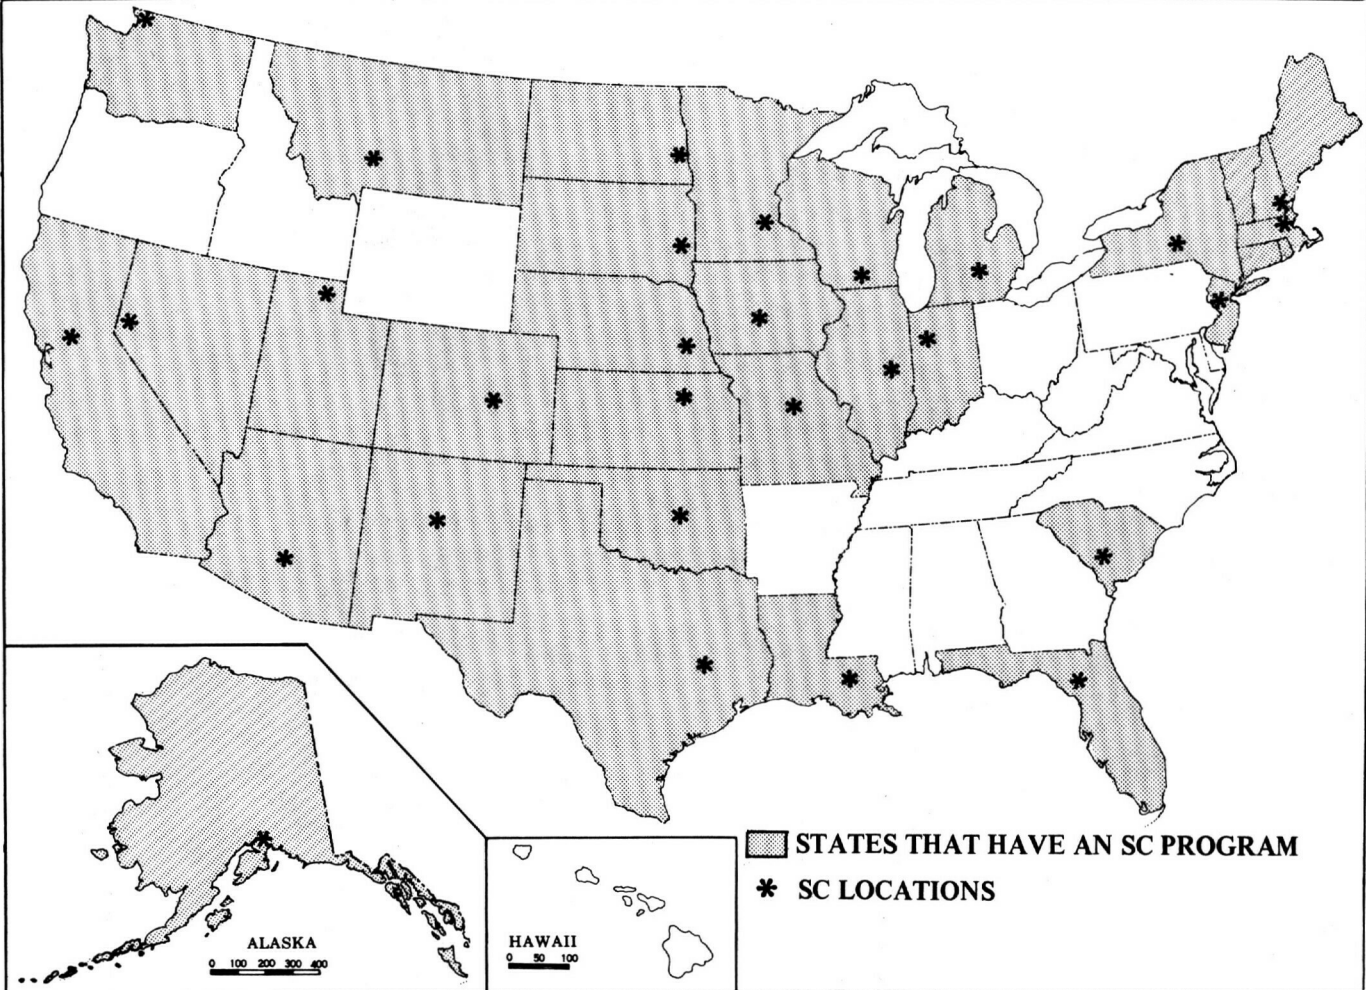 STATES THAT HAVE AN SC PROGRAM
* SC LOCATIONS
ALASKA
0 100 200 300 400
HAWAII
0 50 100